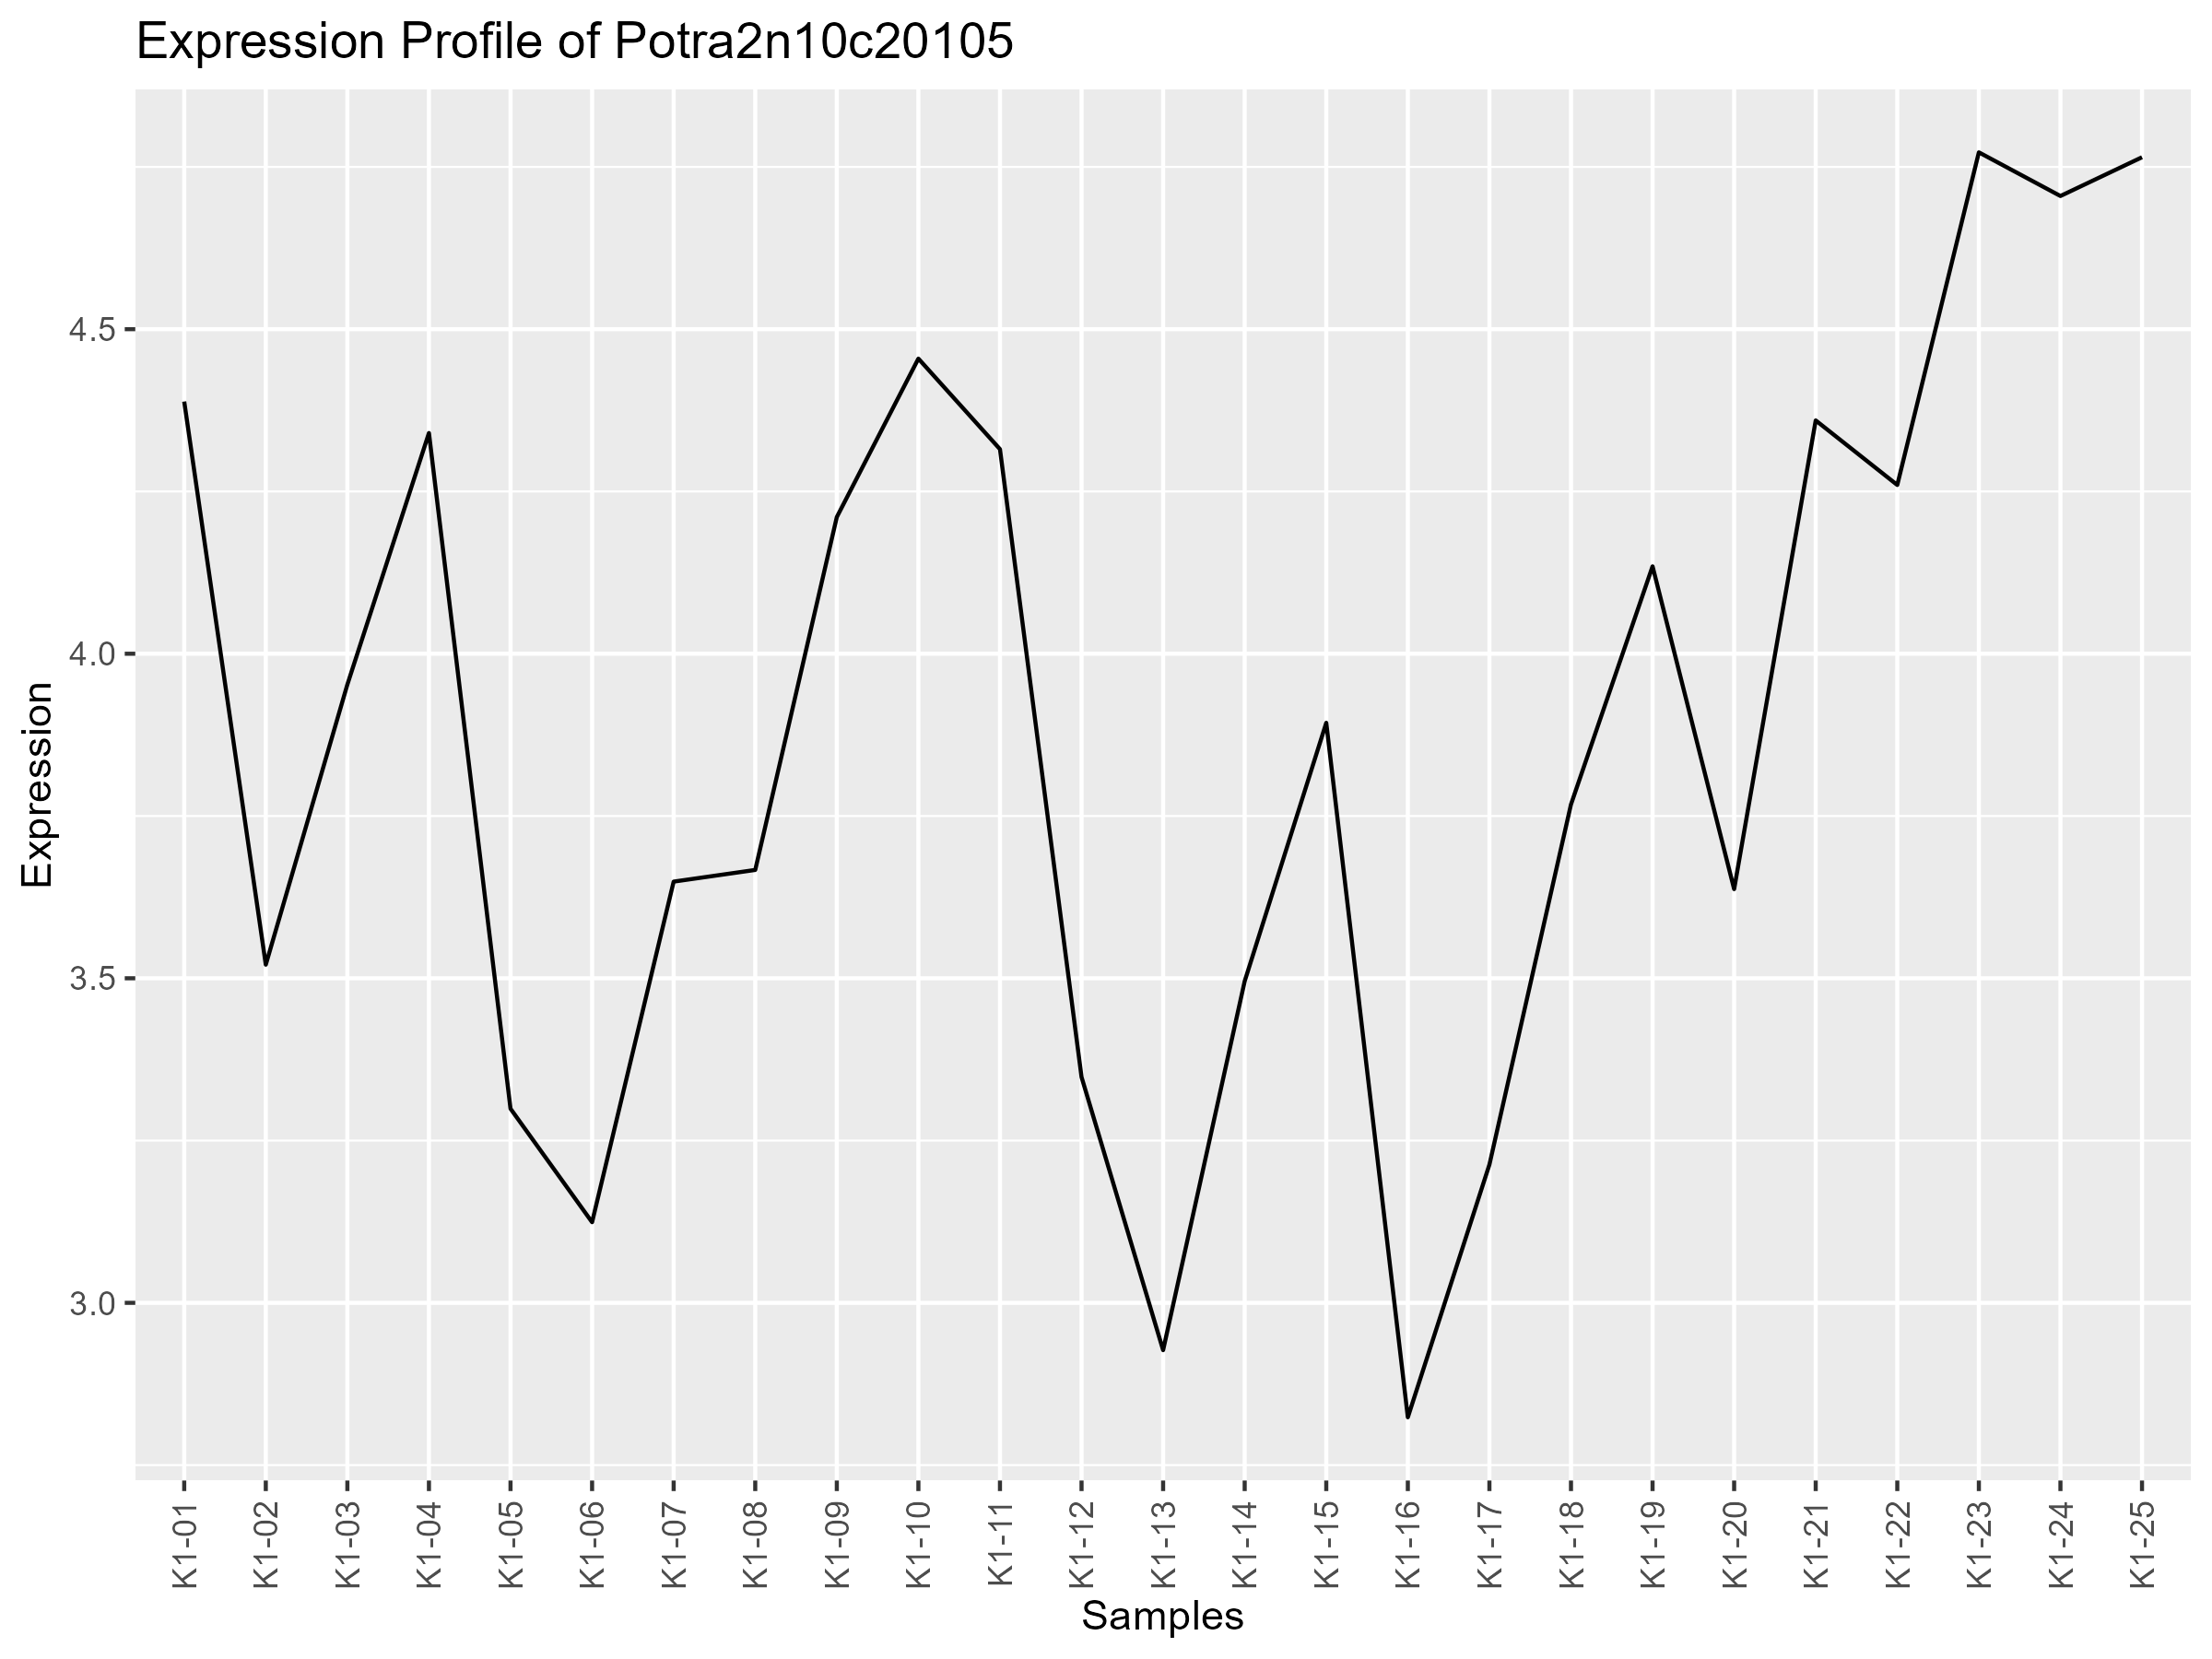 Expression Profile of Potra2n10c20105
Expression
4.5
4.0
3.5
3.0
K1-01
K1-02
K1-03
K1-04
K1-05
K1-06
K1-07
K1-08
K1-09
K1-10
K1-11
K1-12
K1-13
K1-14
K1-15
K1-16
K1-17
K1-18
K1-19
K1-20
K1-21
K1-22
K1-23
K1-24
K1-25
Samples